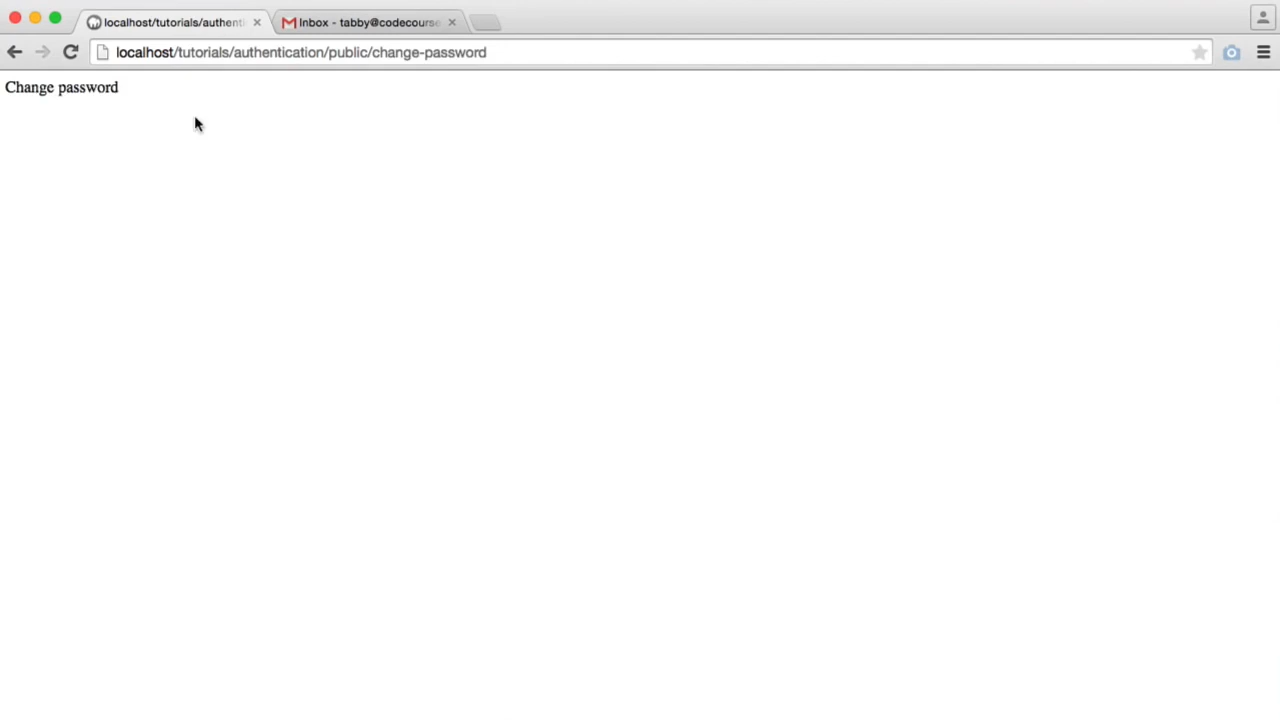 localhost/tutorials/authenti
Inbox - tabby@codecourse
localhost/tutorials/authentication/public/change-password
Change password